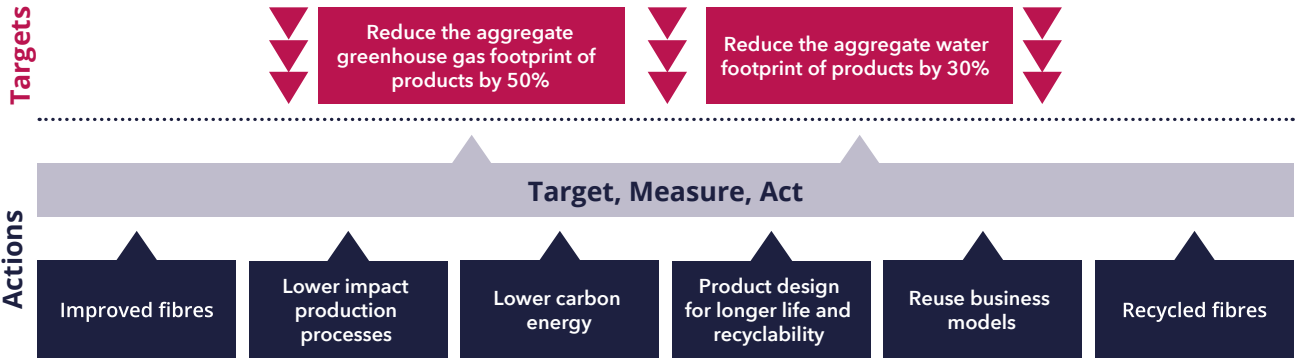 Targets
Reduce the aggregate
greenhouse gas footprint of
products by 50%
Reduce the aggregate water
footprint of products by 30%
Target, Measure, Act
Actions
Improved fibres
Lower impact
production
processes
Lower carbon
energy
Product design
for longer life and
recyclability
Reuse business
models
Recycled fibres